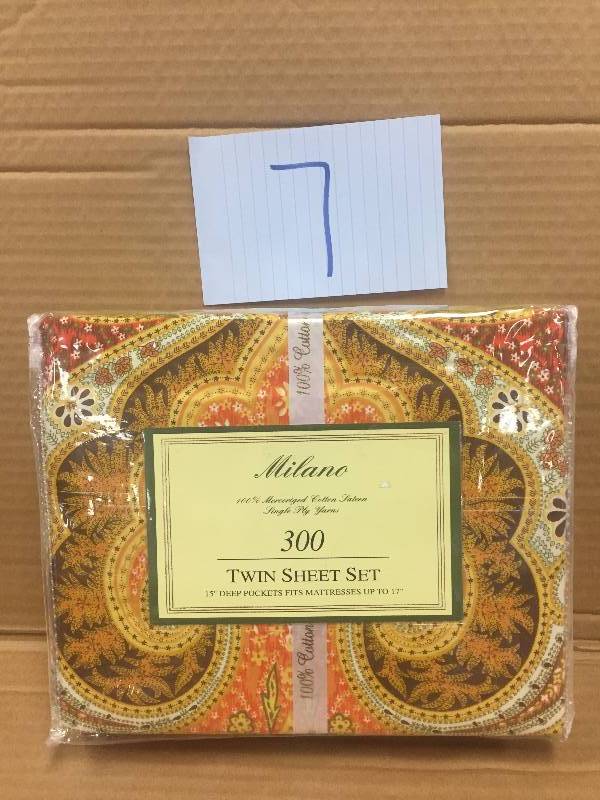 7
100% Cotton
Milano
100% Mercerized Cotton Sateen
Single Ply Yarns
300
TWIN SHEET SET
15" DEEP POCKETS FITS MATTRESSES UP TO 17"
100% Cotton